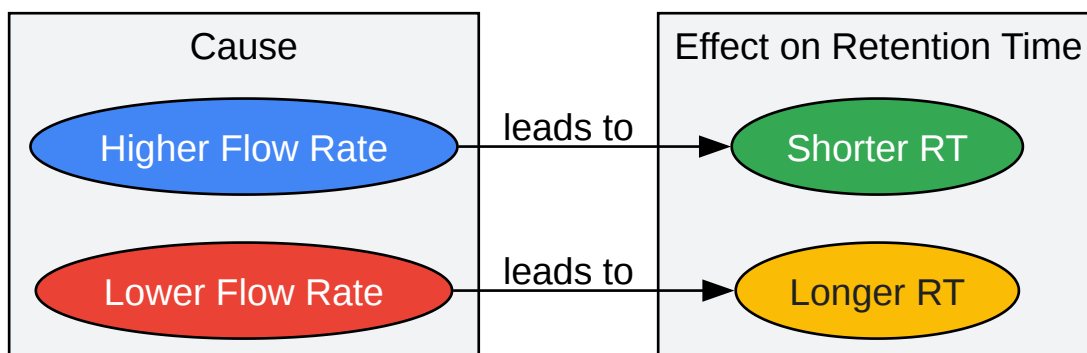 Cause
Effect on Retention Time
Higher Flow Rate
leads to
Shorter RT
Lower Flow Rate
leads to
Longer RT